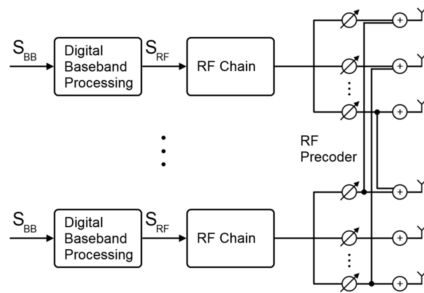 S_BB
Digital
Baseband
Processing
S_RF
RF Chain
RF
Precoder
S_BB
Digital
Baseband
Processing
S_RF
RF Chain